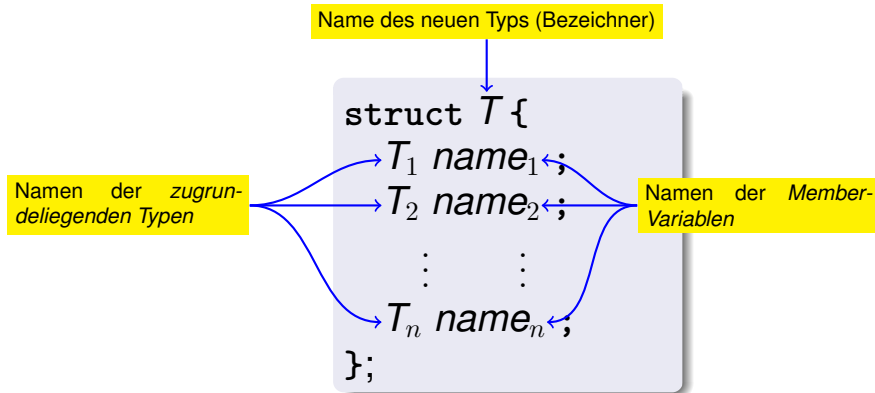 Name des neuen Typs (Bezeichner)
struct T {
T₁ name₁ ;
Namen der zugrun-
deliegenden Typen
T₂ name₂ ;
Namen der Member-
Variablen
⋮ ⋮
Tₙ nameₙ ;
};